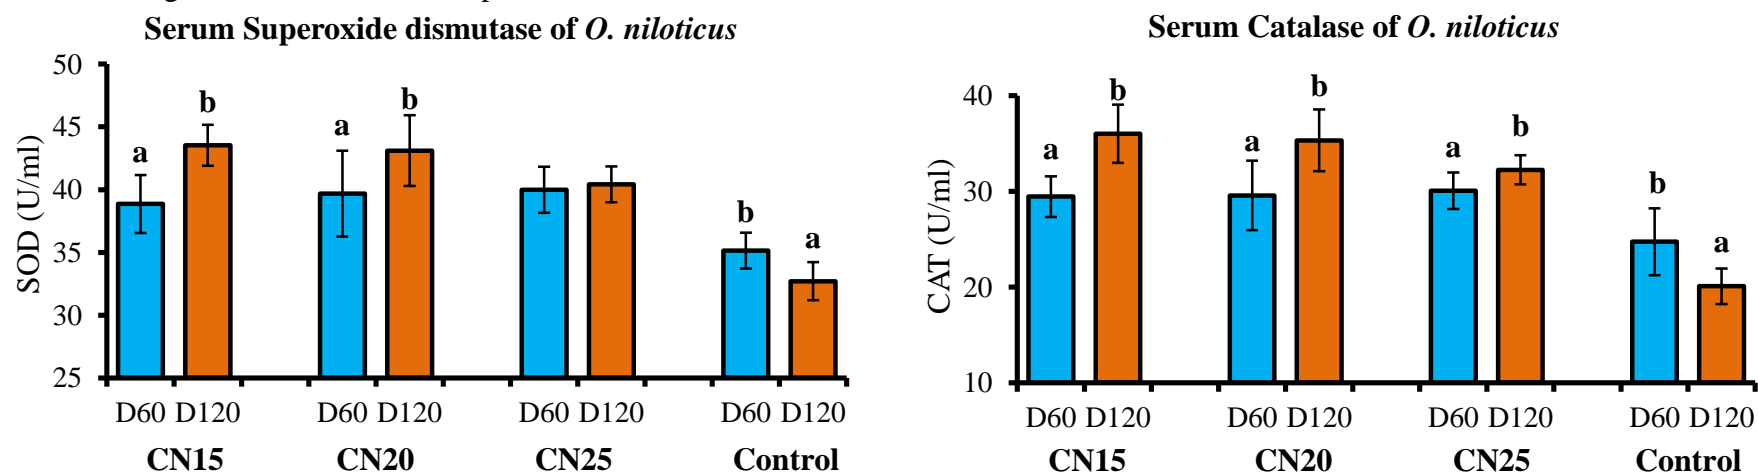 Serum Superoxide dismutase of O. niloticus
50
45
40
35
30
25
SOD (U/ml)
a
b
a
b
b
a
D60 D120
D60 D120
D60 D120
D60 D120
CN15
CN20
CN25
Control
Serum Catalase of O. niloticus
40
30
20
10
CAT (U/ml)
a
b
a
b
a
b
b
a
D60 D120
D60 D120
D60 D120
D60 D120
CN15
CN20
CN25
Control